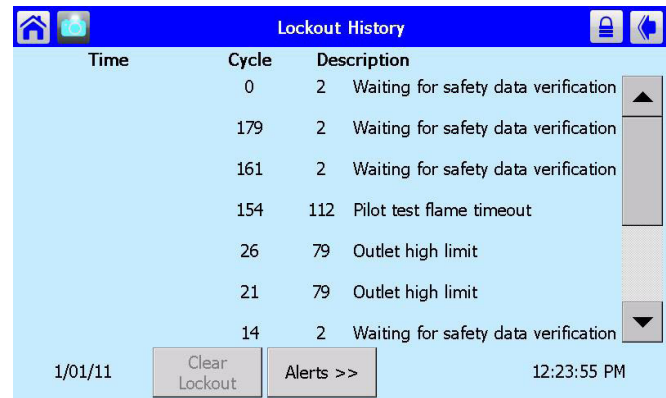 Lockout History
Time Cycle Description
0 2 Waiting for safety data verification
179 2 Waiting for safety data verification
161 2 Waiting for safety data verification
154 112 Pilot test flame timeout
26 79 Outlet high limit
21 79 Outlet high limit
14 2 Waiting for safety data verification
1/01/11 Clear Lockout Alerts >> 12:23:55 PM